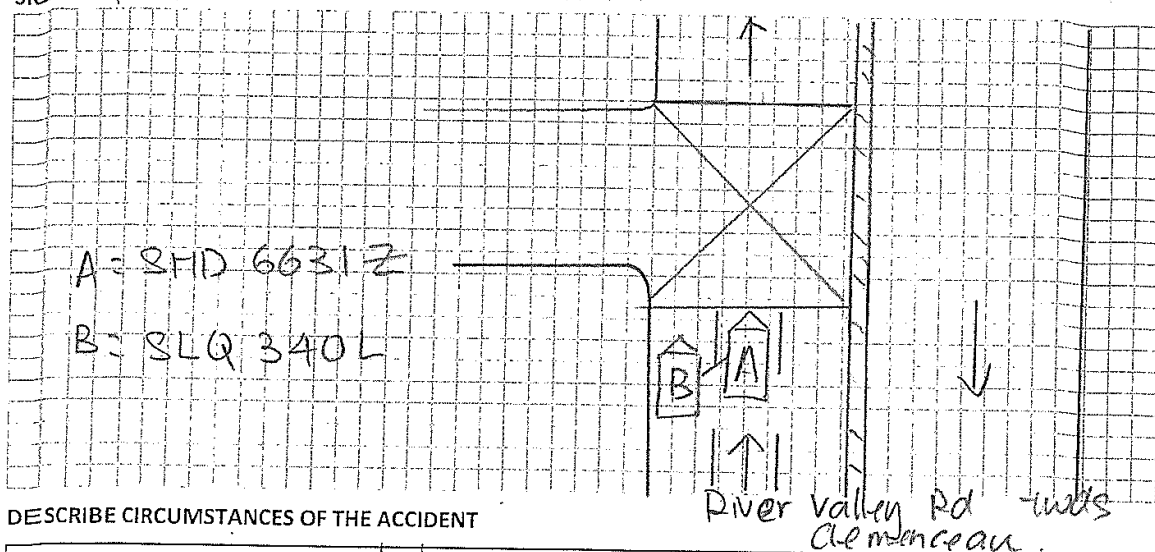 A = SHD 6631Z
B = SLQ 340L
B
A
River Valley Rd twds
Clemenceau.
DESCRIBE CIRCUMSTANCES OF THE ACCIDENT